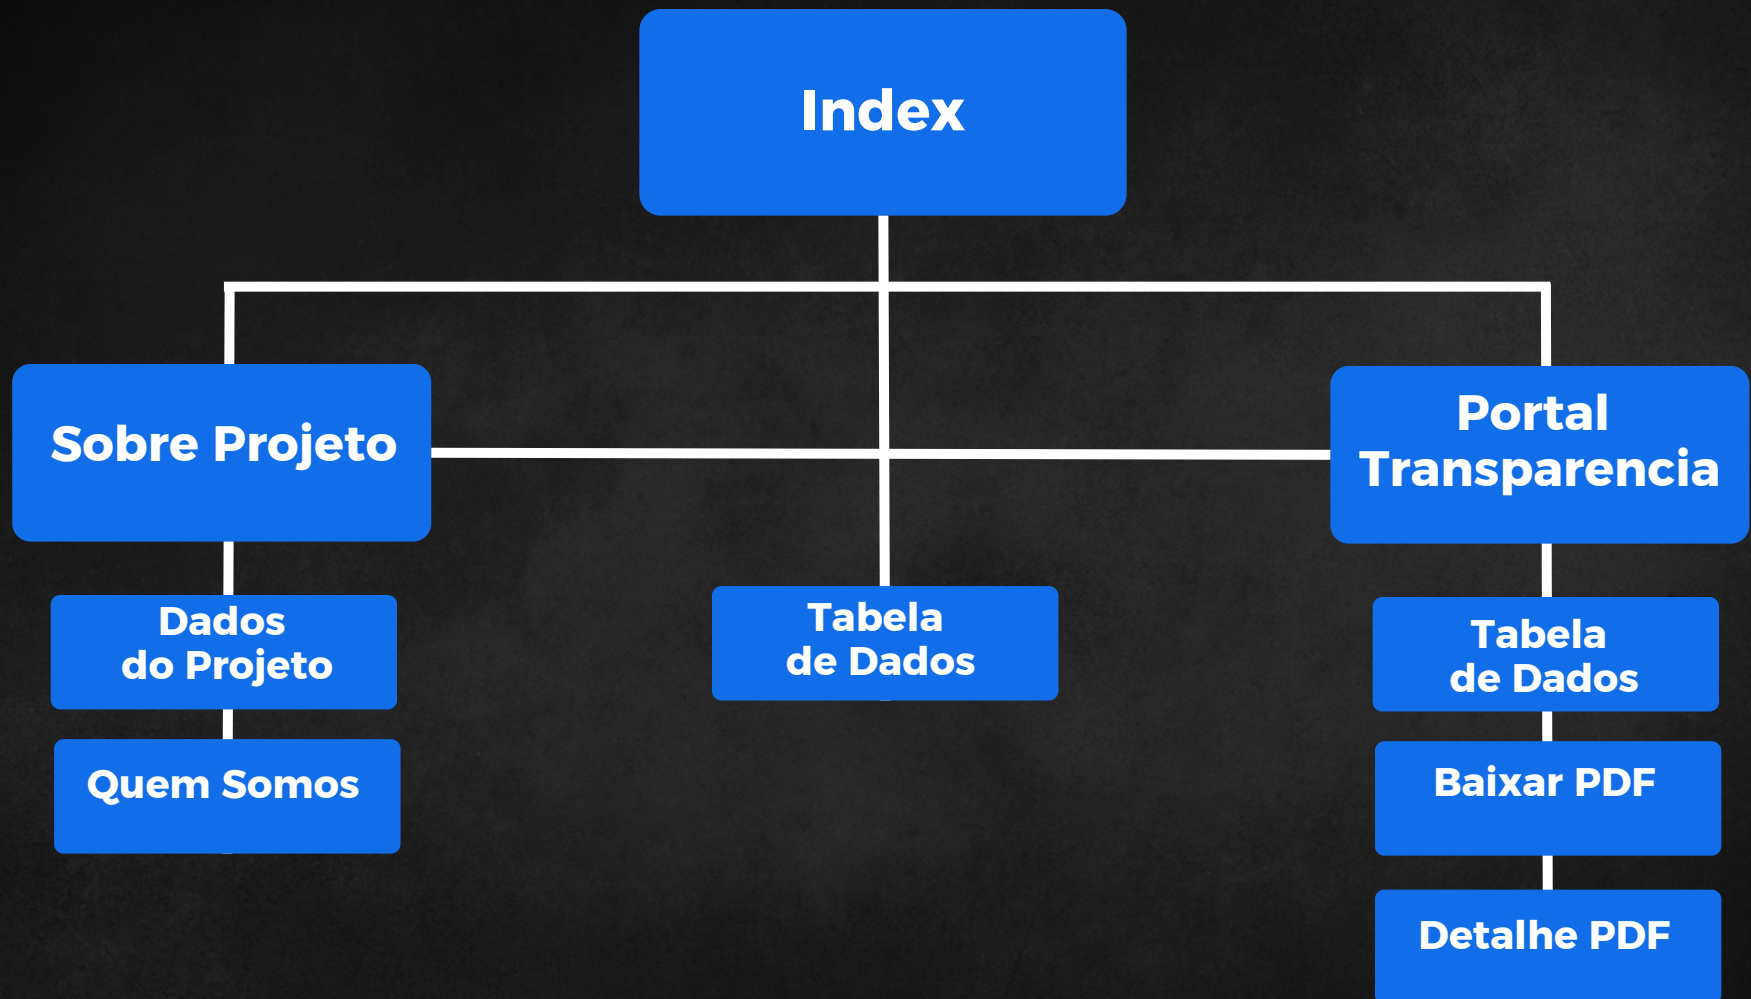 Index
Sobre Projeto
Portal
Transparencia
Dados
do Projeto
Tabela
de Dados
Tabela
de Dados
Quem Somos
Baixar PDF
Detalhe PDF